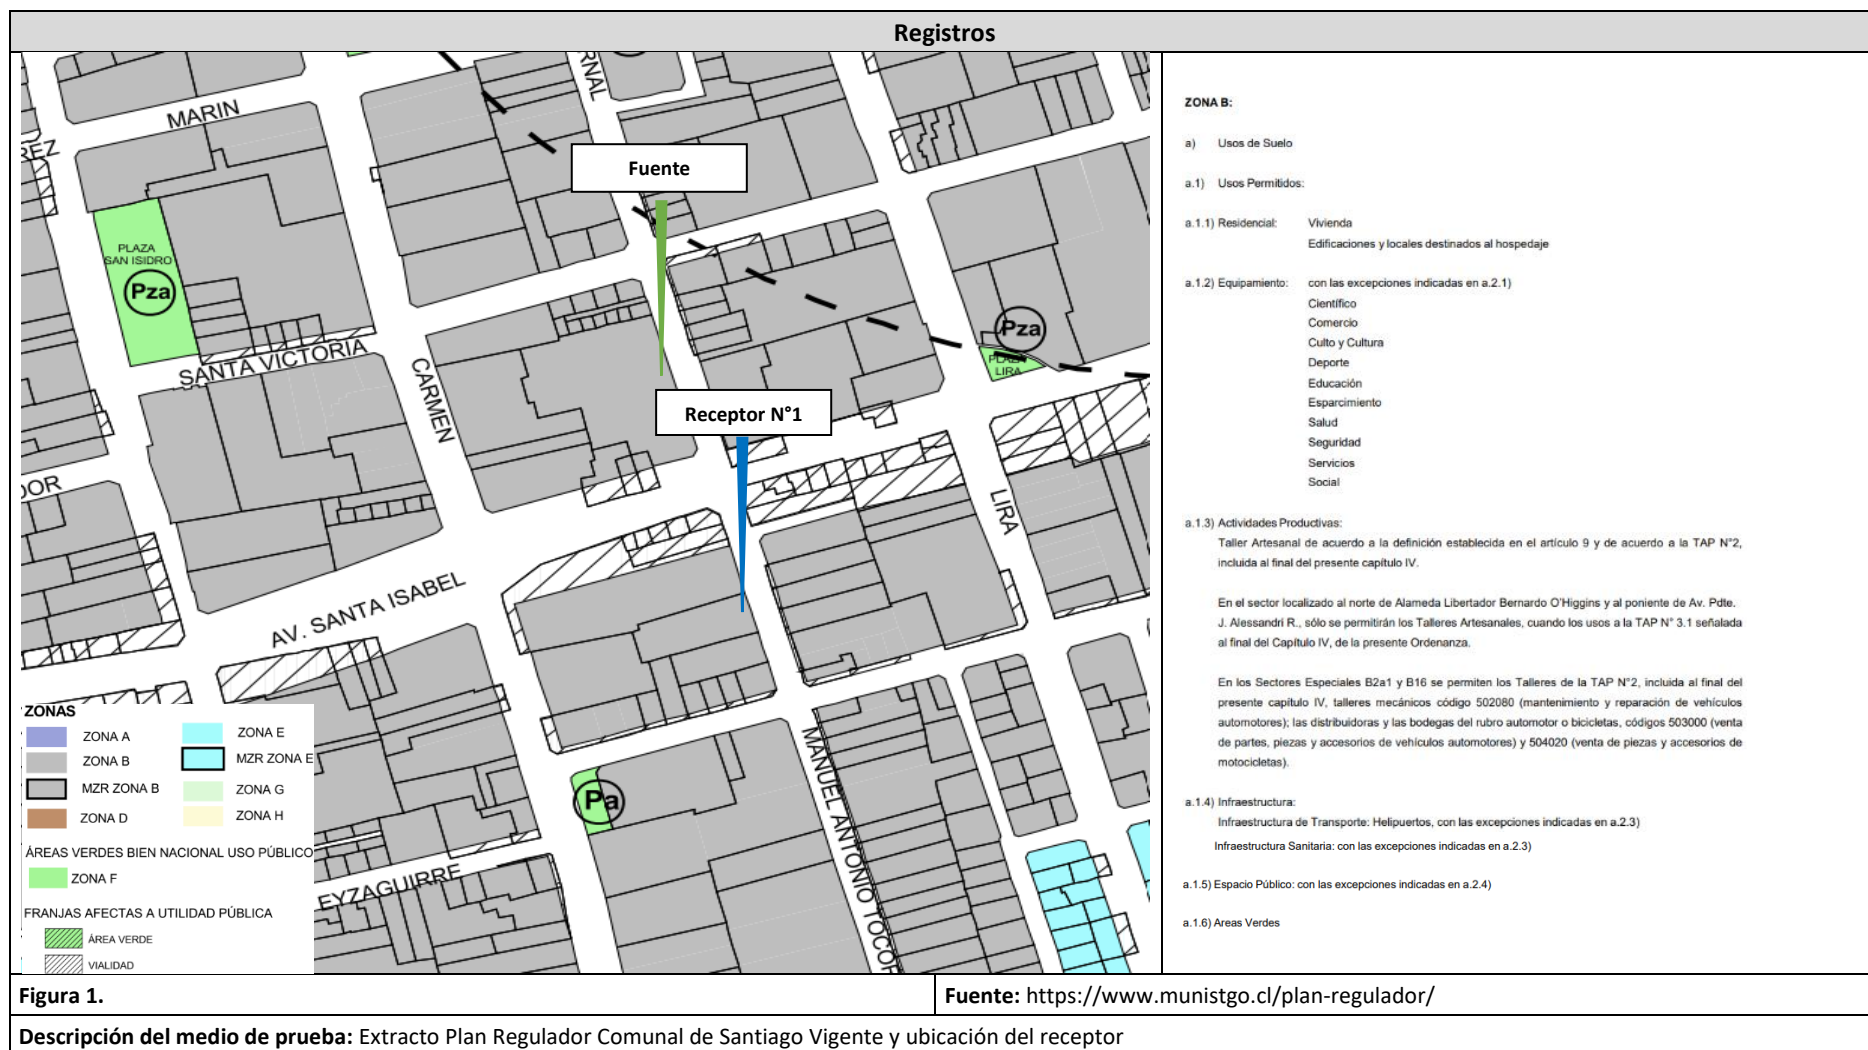 Registros
MARIN
Fuente
PLAZA
SAN ISIDRO
Pza
SANTA VICTORIA
CARMEN
Pza
PLAZA
LIRA
Receptor N°1
LIRA
AV. SANTA ISABEL
MANUEL ANTONIO TOCOR
Pa
EYZAGUIRRE
ZONAS
ZONA A
ZONA E
ZONA B
MZR ZONA E
MZR ZONA B
ZONA G
ZONA D
ZONA H
ÁREAS VERDES BIEN NACIONAL USO PÚBLICO
ZONA F
FRANJAS AFECTAS A UTILIDAD PÚBLICA
ÁREA VERDE
VIALIDAD
ZONA B:
a) Usos de Suelo
a.1) Usos Permitidos:
a.1.1) Residencial: Vivienda
Edificaciones y locales destinados al hospedaje
a.1.2) Equipamiento: con las excepciones indicadas en a.2.1)
Científico
Comercio
Culto y Cultura
Deporte
Educación
Esparcimiento
Salud
Seguridad
Servicios
Social
a.1.3) Actividades Productivas:
Taller Artesanal de acuerdo a la definición establecida en el artículo 9 y de acuerdo a la TAP N°2,
incluida al final del presente capítulo IV.
En el sector localizado al norte de Alameda Libertador Bernardo O'Higgins y al poniente de Av. Pdte.
J. Alessandri R., sólo se permitirán los Talleres Artesanales, cuando los usos a la TAP N° 3.1 señalada
al final del Capítulo IV, de la presente Ordenanza.
En los Sectores Especiales B2a1 y B16 se permiten los Talleres de la TAP N°2, incluida al final del
presente capítulo IV, talleres mecánicos código 502080 (mantenimiento y reparación de vehículos
automotores); las distribuidoras y las bodegas del rubro automotor o bicicletas, códigos 503000 (venta
de partes, piezas y accesorios de vehículos automotores) y 504020 (venta de piezas y accesorios de
motocicletas).
a.1.4) Infraestructura:
Infraestructura de Transporte: Helipuertos, con las excepciones indicadas en a.2.3)
Infraestructura Sanitaria: con las excepciones indicadas en a.2.3)
a.1.5) Espacio Público: con las excepciones indicadas en a.2.4)
a.1.6) Areas Verdes
Figura 1.
Fuente: https://www.munistgo.cl/plan-regulador/
Descripción del medio de prueba: Extracto Plan Regulador Comunal de Santiago Vigente y ubicación del receptor